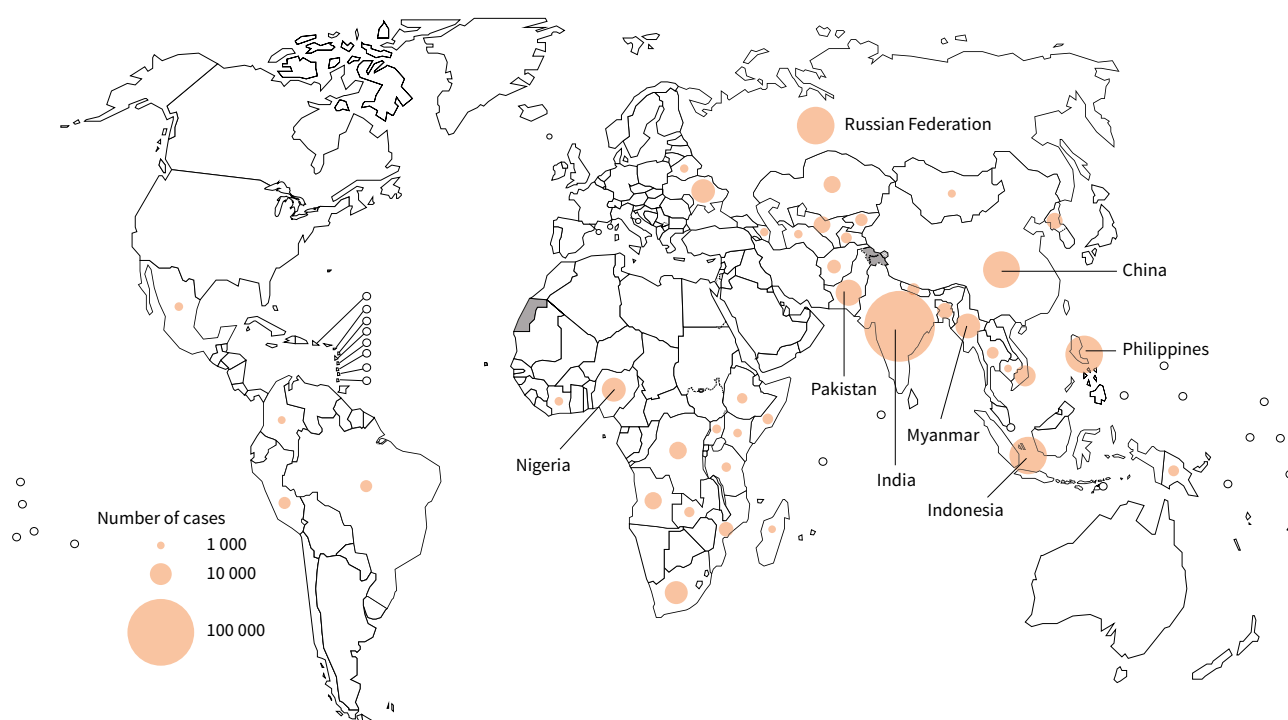 Russian Federation
China
Philippines
Pakistan
Myanmar
Nigeria
India
Indonesia
Number of cases
1 000
10 000
100 000